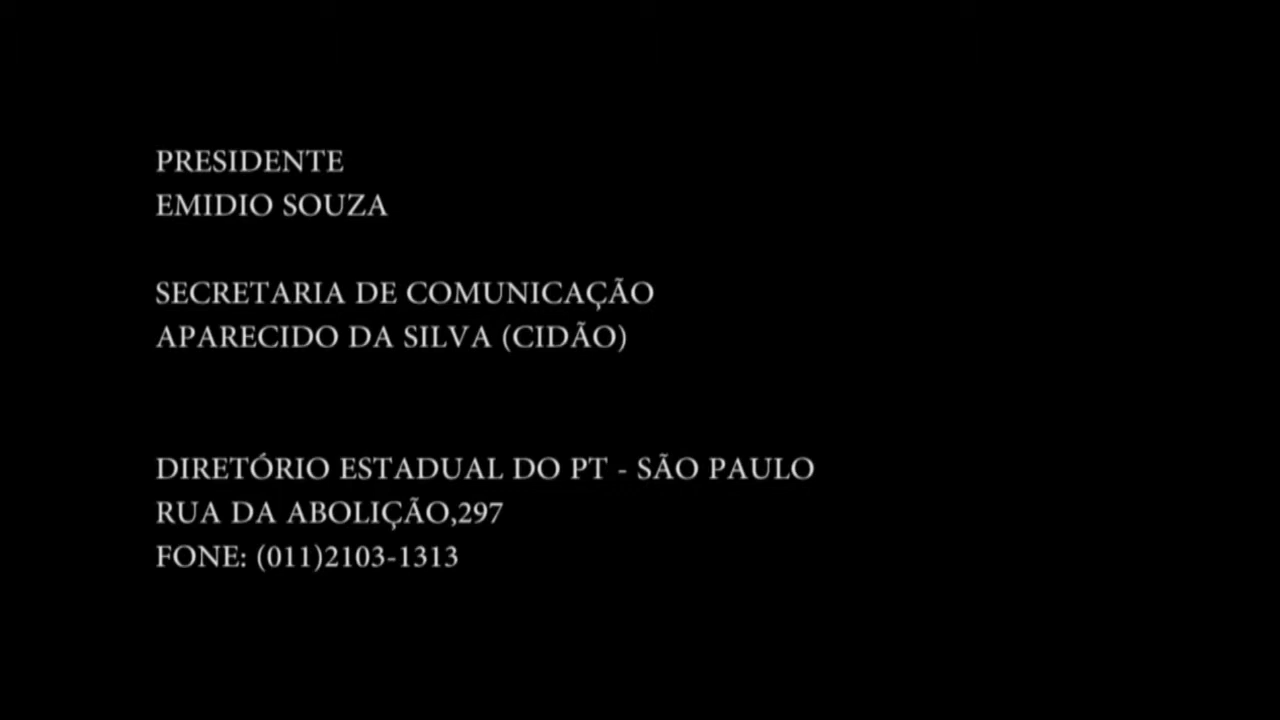 PRESIDENTE
EMIDIO SOUZA
SECRETARIA DE COMUNICAÇÃO
APARECIDO DA SILVA (CIDÃO)
DIRETÓRIO ESTADUAL DO PT - SÃO PAULO
RUA DA ABOLIÇÃO,297
FONE: (011)2103-1313